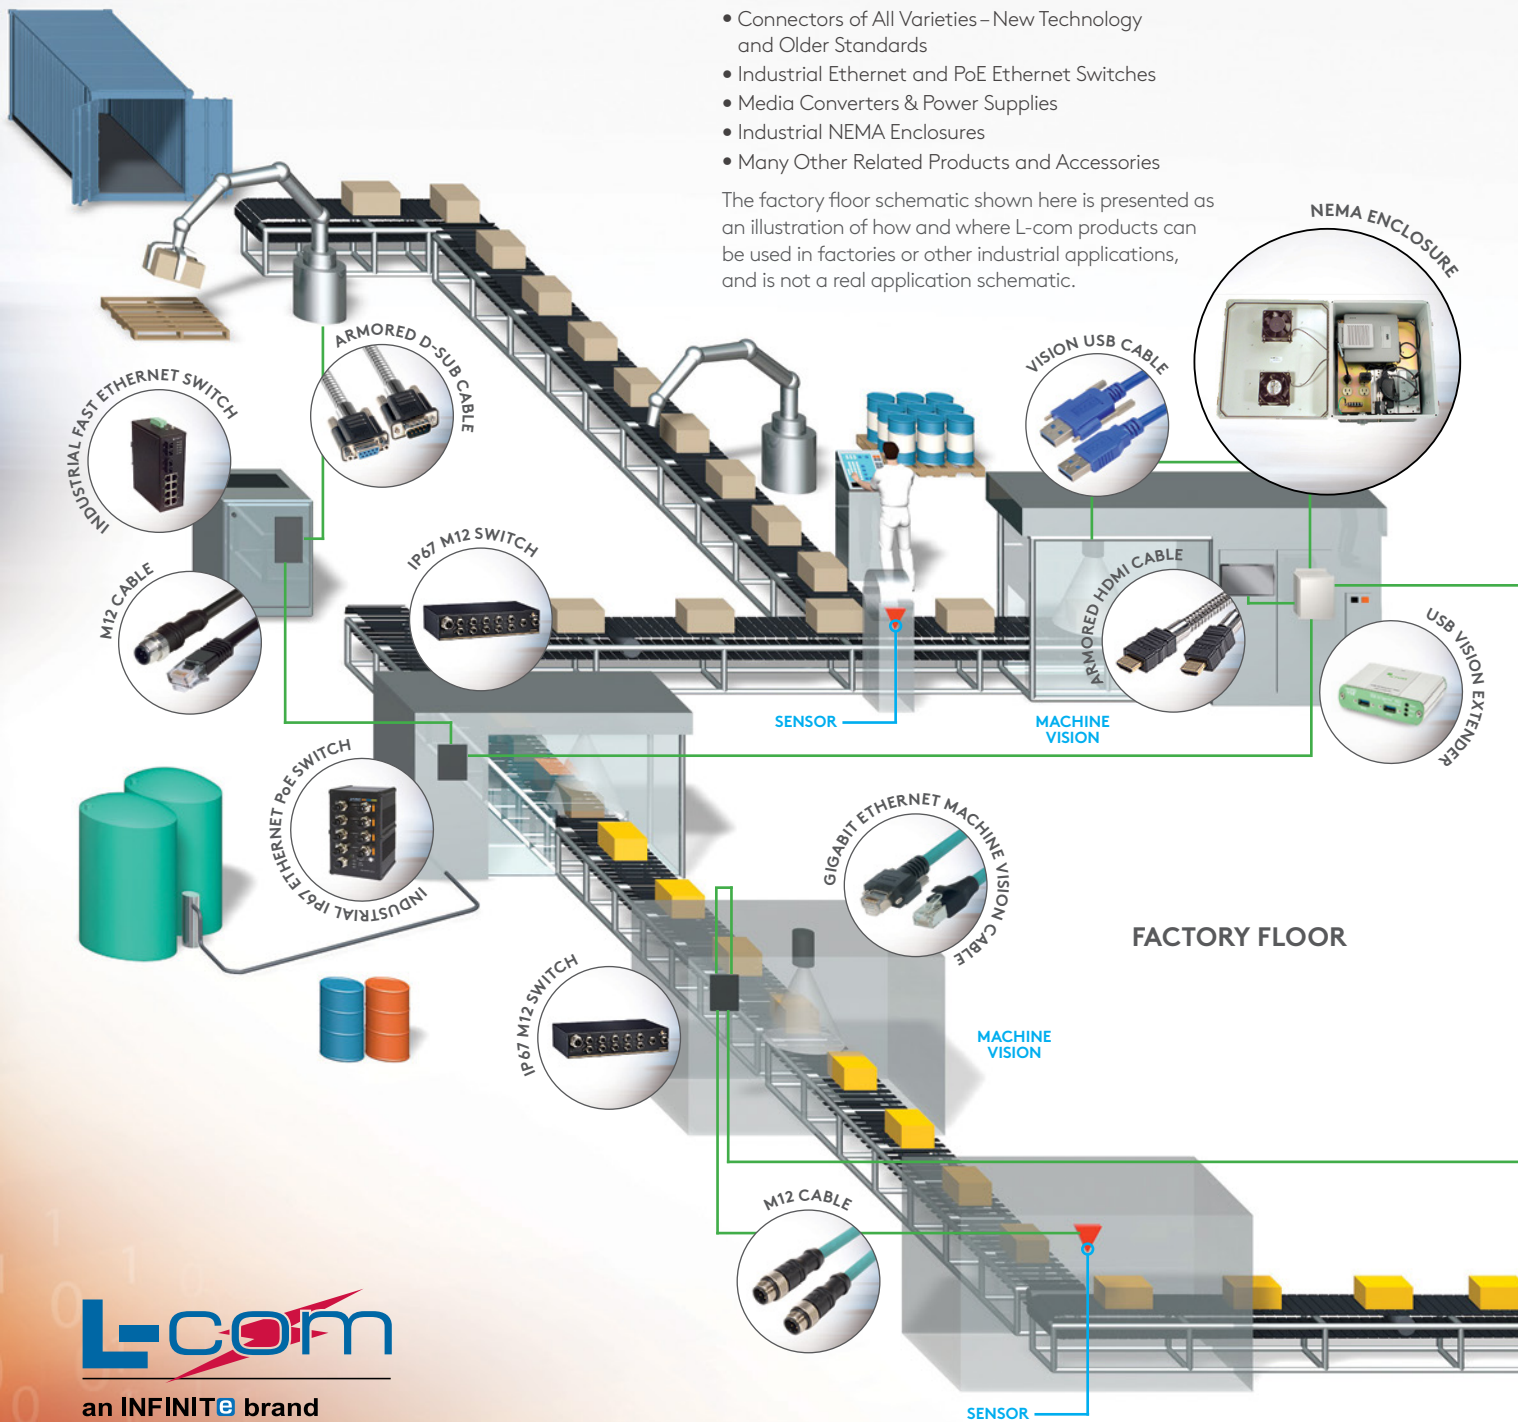 • Connectors of All Varieties – New Technology
and Older Standards
• Industrial Ethernet and PoE Ethernet Switches
• Media Converters & Power Supplies
• Industrial NEMA Enclosures
• Many Other Related Products and Accessories
The factory floor schematic shown here is presented as
an illustration of how and where L-com products can
be used in factories or other industrial applications,
and is not a real application schematic.
NEMA ENCLOSURE
ARMORED D-SUB CABLE
VISION USB CABLE
INDUSTRIAL FAST ETHERNET SWITCH
IP67 M12 SWITCH
M12 CABLE
ARMORED HDMI CABLE
USB VISION EXTENDER
SENSOR
MACHINE
VISION
INDUSTRIAL IP67 ETHERNET PoE SWITCH
GIGABIT ETHERNET MACHINE VISION CABLE
FACTORY FLOOR
IP67 M12 SWITCH
MACHINE
VISION
M12 CABLE
SENSOR
L-com
an INFINITe brand